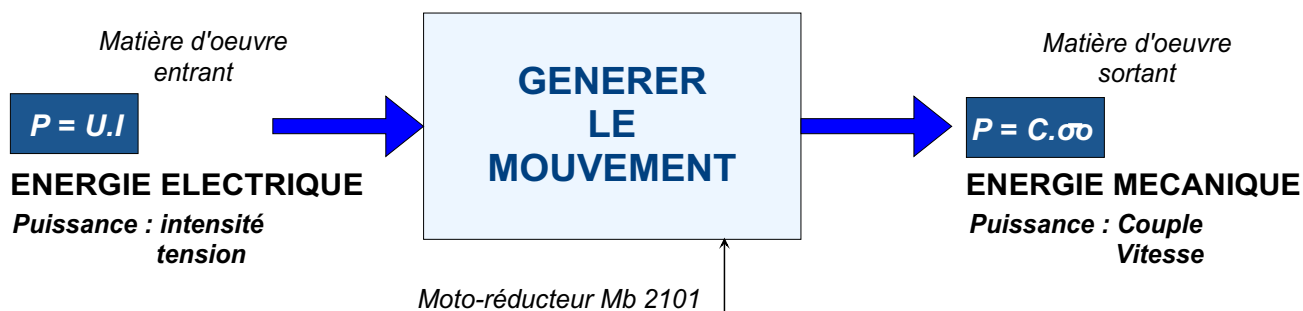 Matière d'oeuvre
entrant
P = U.I
ENERGIE ELECTRIQUE
Puissance : intensité
tension
GENERER
LE
MOUVEMENT
Moto-réducteur Mb 2101
Matière d'oeuvre
sortant
P = C.ϖ
ENERGIE MECANIQUE
Puissance : Couple
Vitesse